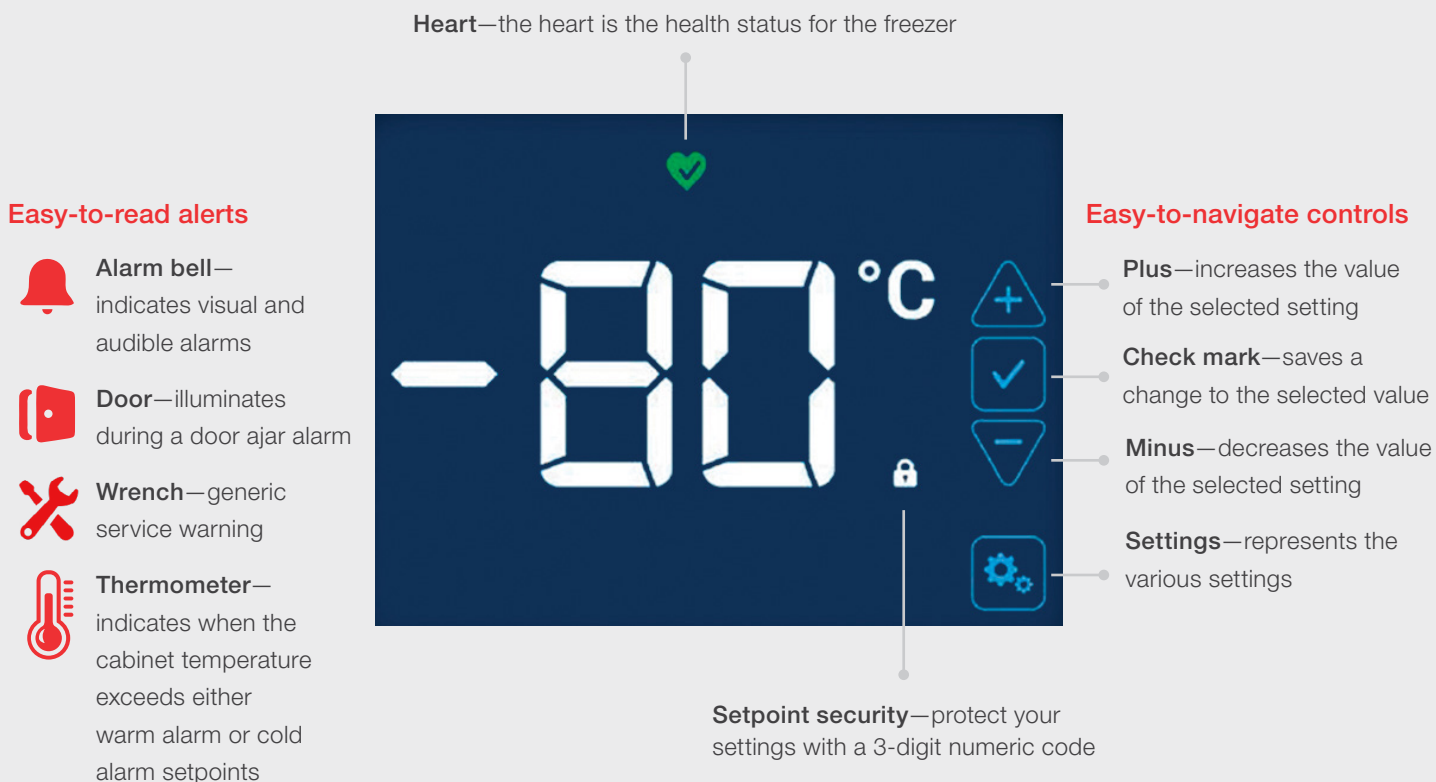 Heart—the heart is the health status for the freezer
Easy-to-read alerts
Alarm bell—
indicates visual and
audible alarms
Door—illuminates
during a door ajar alarm
Wrench—generic
service warning
Thermometer—
indicates when the
cabinet temperature
exceeds either
warm alarm or cold
alarm setpoints
-80 °C
Easy-to-navigate controls
Plus—increases the value
of the selected setting
Check mark—saves a
change to the selected value
Minus—decreases the value
of the selected setting
Settings—represents the
various settings
Setpoint security—protect your
settings with a 3-digit numeric code